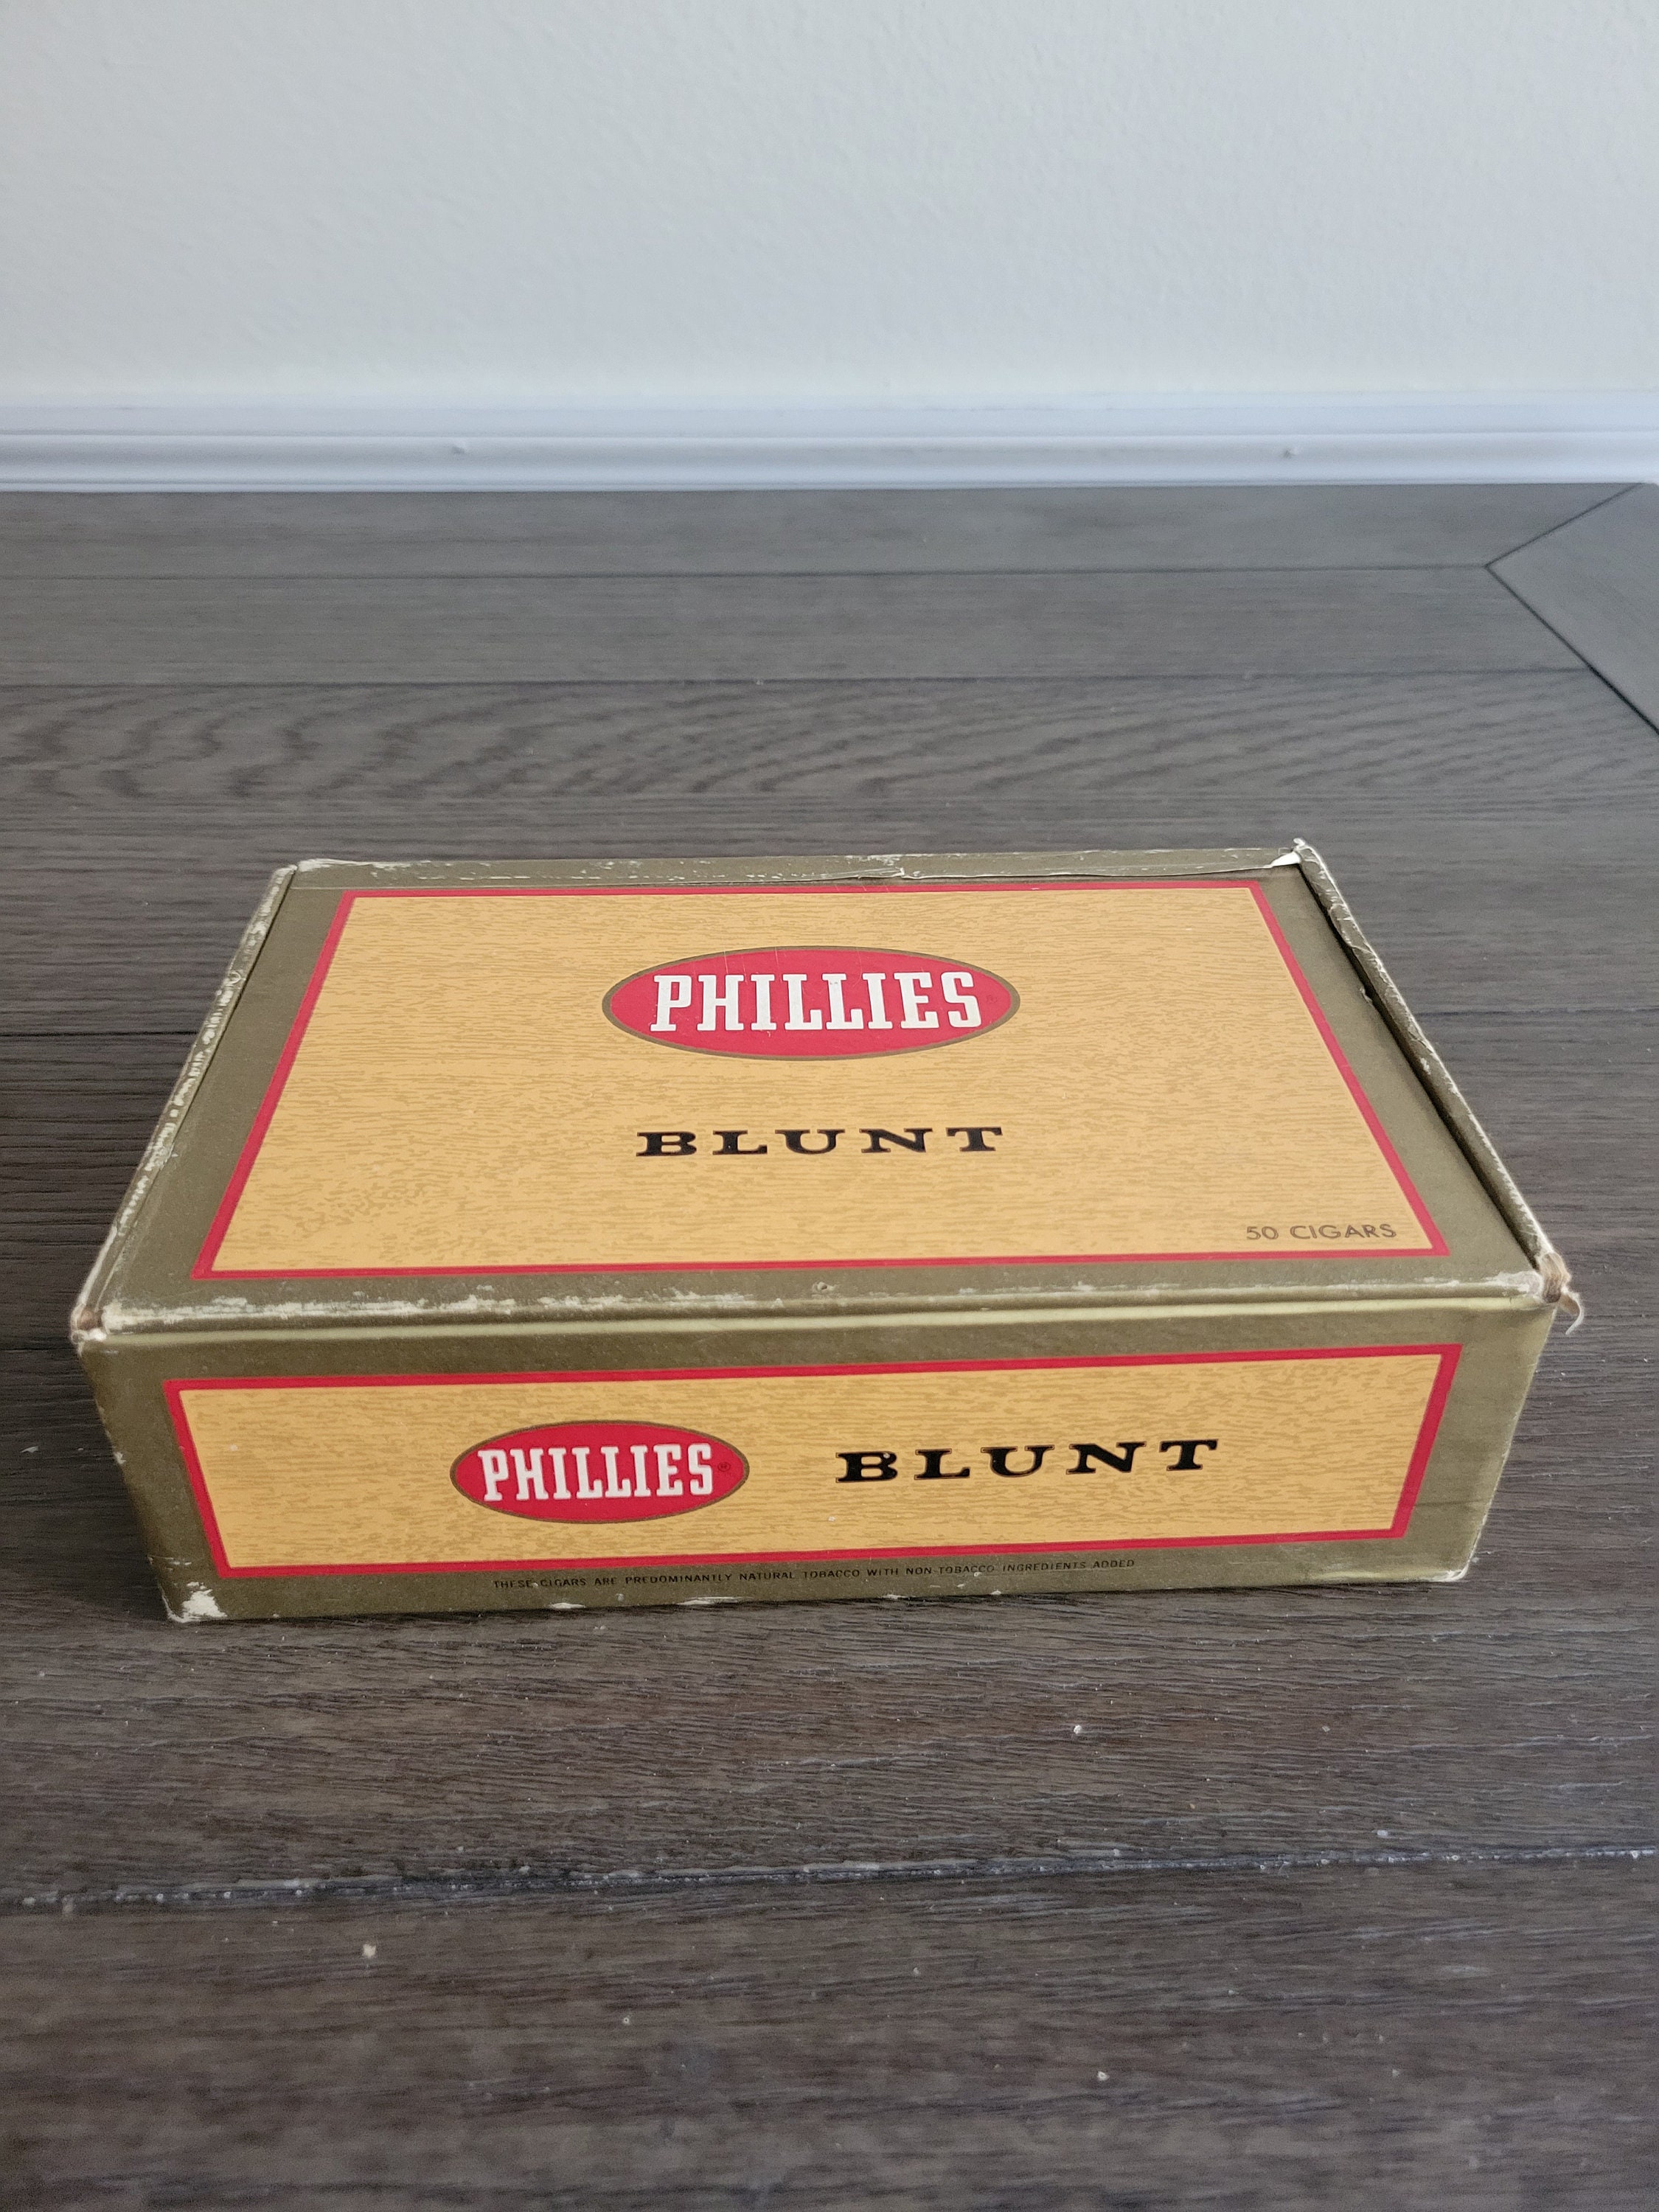 PHILLIES
BLUNT
50 CIGARS
PHILLIES® BLUNT
THESE CIGARS ARE PREDOMINANTLY NATURAL TOBACCO WITH NON-TOBACCO INGREDIENTS ADDED